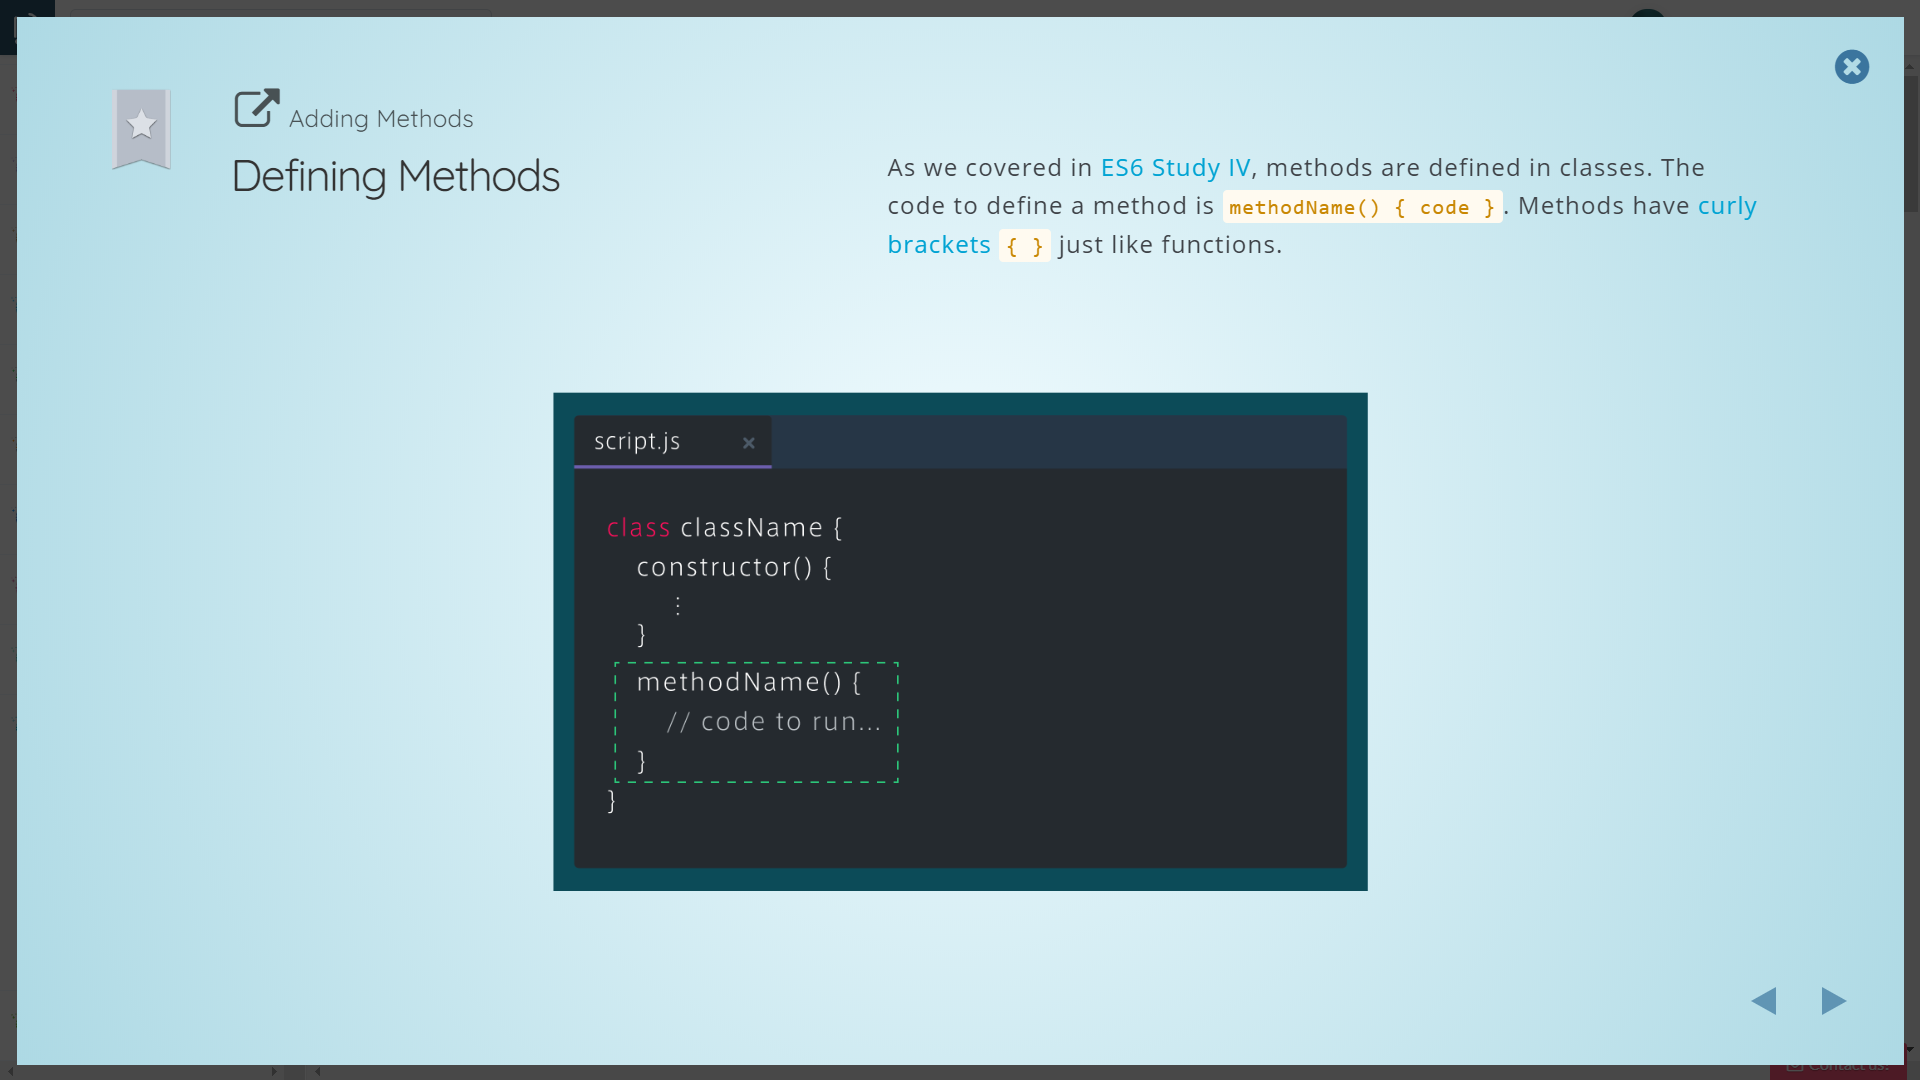 Adding Methods
Defining Methods
As we covered in ES6 Study IV, methods are defined in classes. The
code to define a method is methodName() { code }. Methods have curly
brackets { } just like functions.
script.js
class className {
constructor() {
⋮
}
methodName() {
// code to run...
}
}
Contact us!